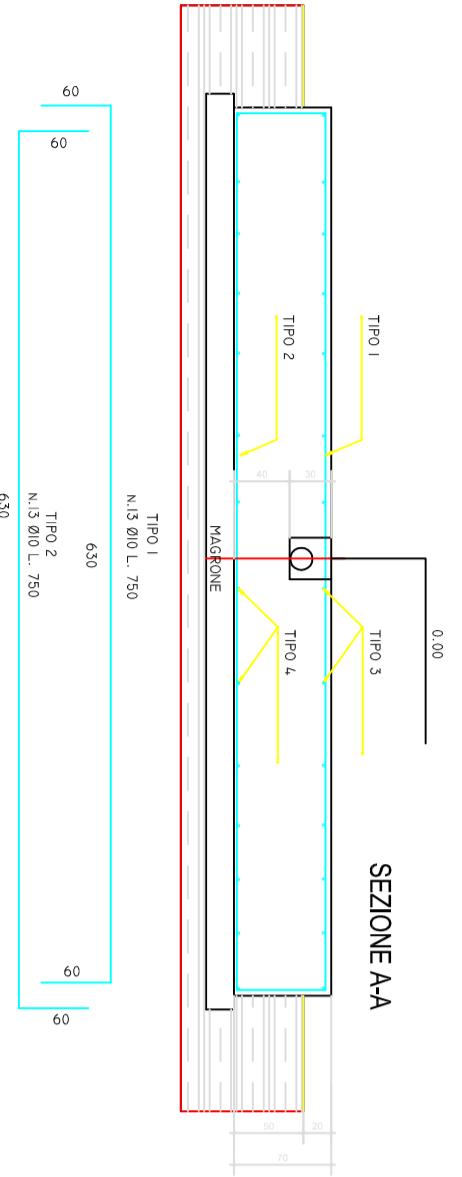 SEZIONE A-A
0.00
TIPO 1
TIPO 3
30
40
TIPO 2
TIPO 4
20
50
70
MAGRONE
TIPO 1
N.13 Ø10 L. 750
630
60
60
60
60
TIPO 2
N.13 Ø10 L. 750
630